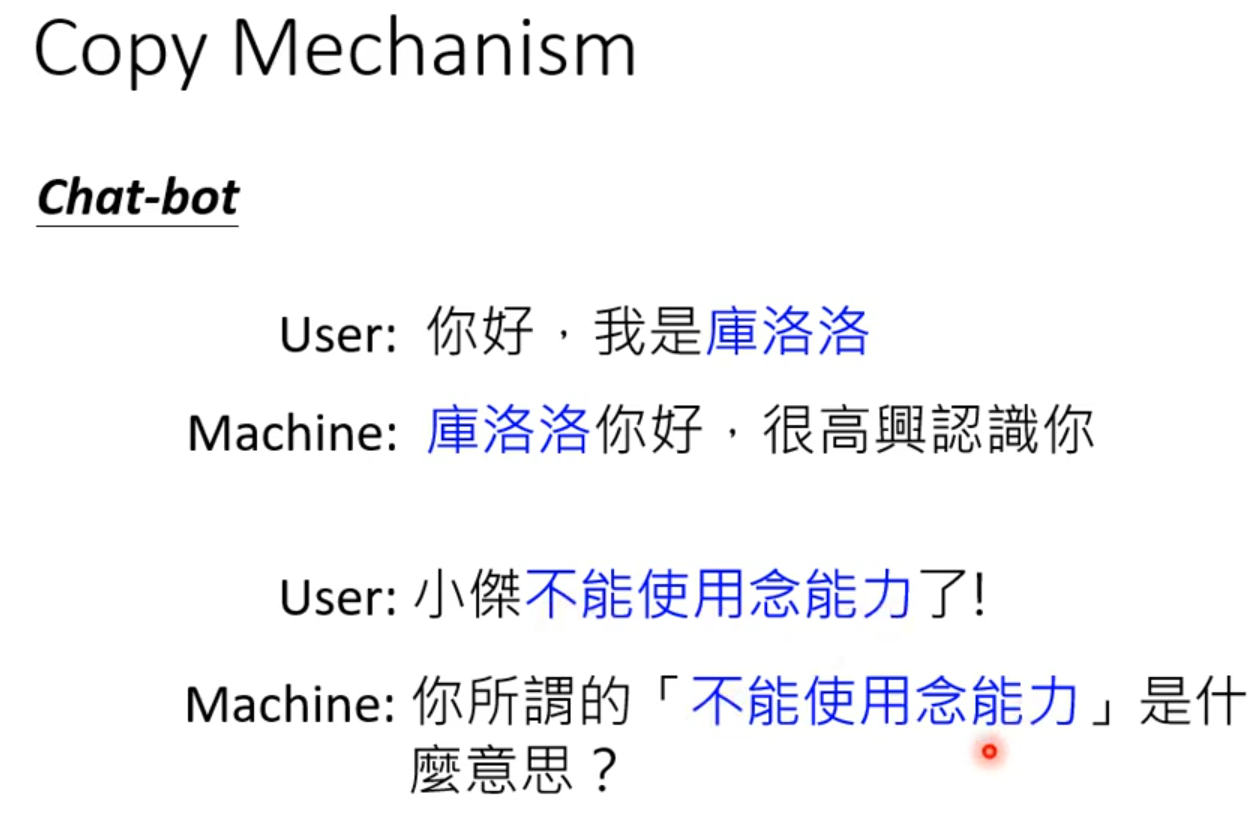 Copy Mechanism
Chat-bot
User: 你好，我是庫洛洛
Machine: 庫洛洛你好，很高興認識你
User: 小傑不能使用念能力了!
Machine: 你所謂的「不能使用念能力」是什
麼意思？